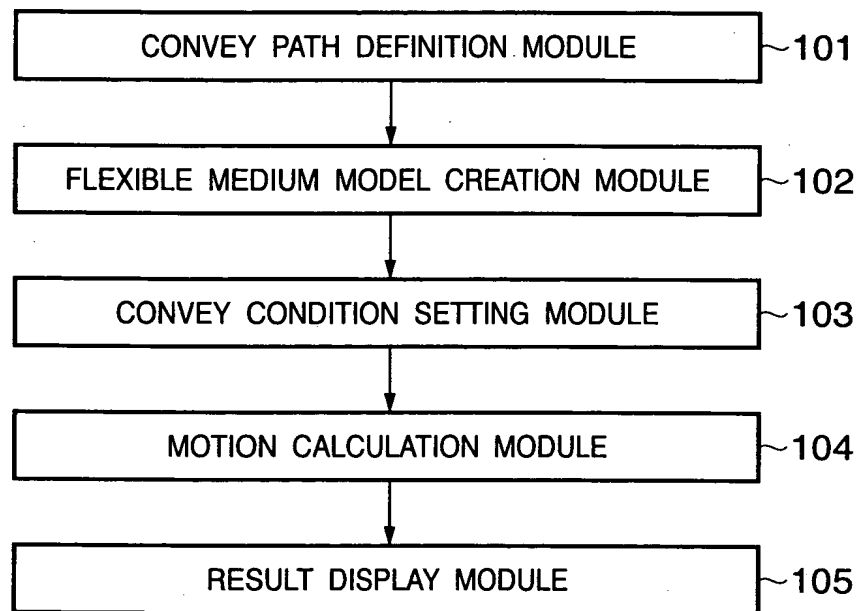 CONVEY PATH DEFINITION MODULE 101
FLEXIBLE MEDIUM MODEL CREATION MODULE 102
CONVEY CONDITION SETTING MODULE 103
MOTION CALCULATION MODULE 104
RESULT DISPLAY MODULE 105